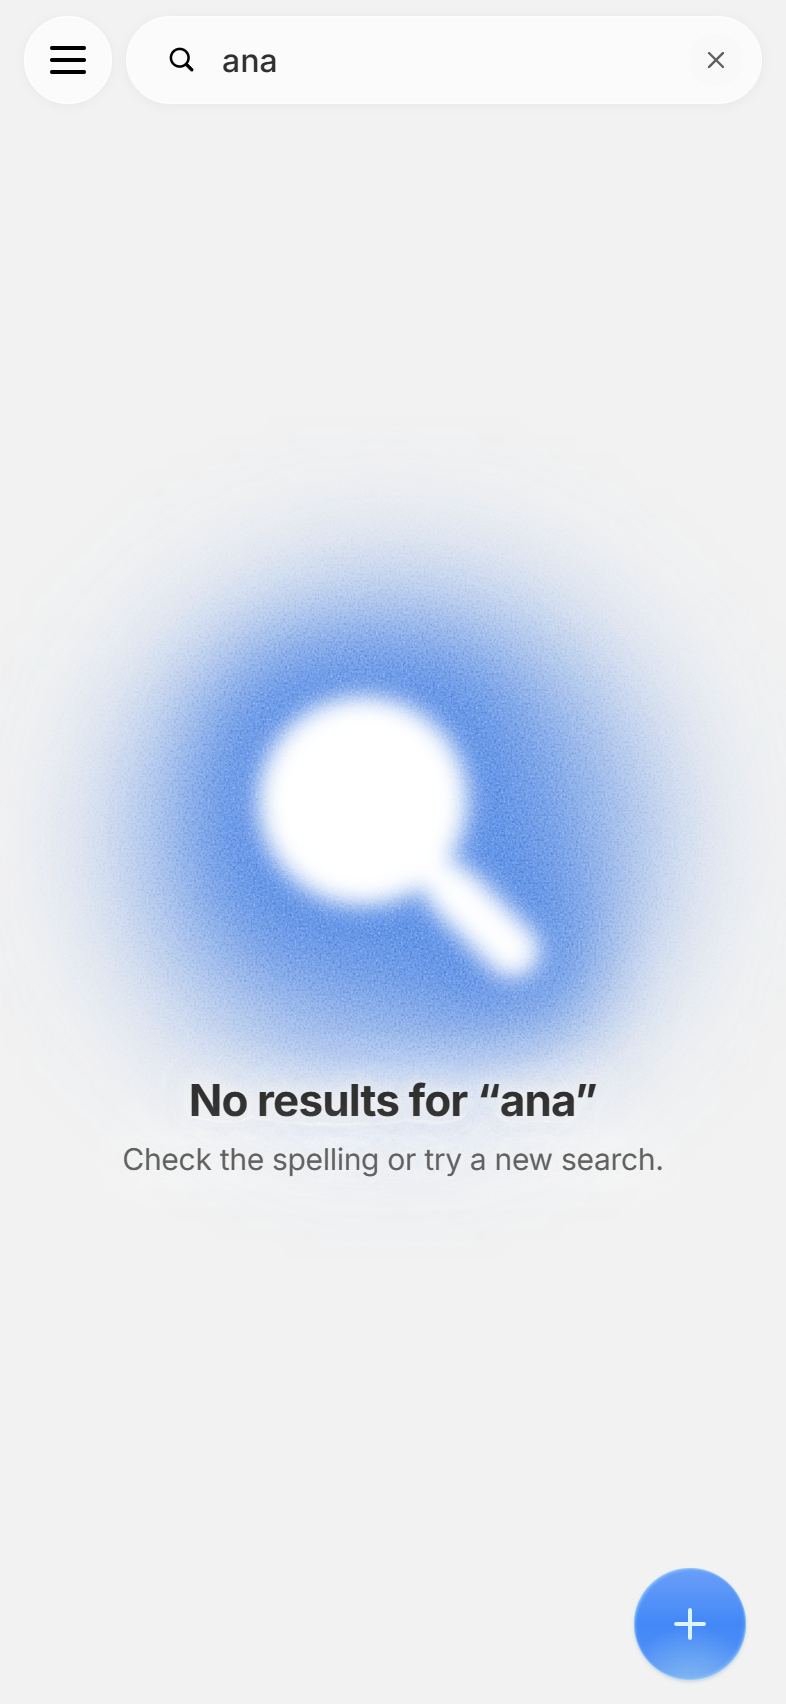 ana
No results for “ana”
Check the spelling or try a new search.